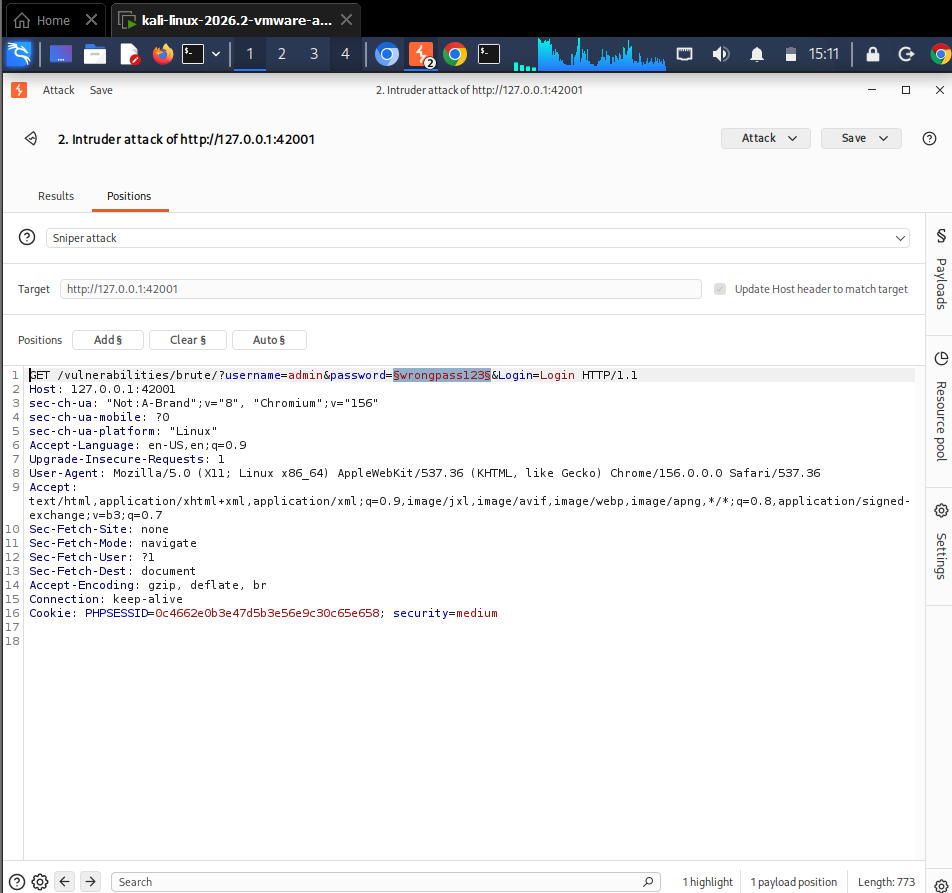 Home
kali-linux-2026.2-vmware-a...
1 2 3 4
2
15:11
Attack Save 2. Intruder attack of http://127.0.0.1:42001
2. Intruder attack of http://127.0.0.1:42001 Attack Save
Results Positions
Sniper attack
Target http://127.0.0.1:42001 Update Host header to match target
Positions Add § Clear § Auto §
1 GET /vulnerabilities/brute/?username=admin&password=§wrongpass123§&Login=Login HTTP/1.1
2 Host: 127.0.0.1:42001
3 sec-ch-ua: "Not:A-Brand";v="8", "Chromium";v="156"
4 sec-ch-ua-mobile: ?0
5 sec-ch-ua-platform: "Linux"
6 Accept-Language: en-US,en;q=0.9
7 Upgrade-Insecure-Requests: 1
8 User-Agent: Mozilla/5.0 (X11; Linux x86_64) AppleWebKit/537.36 (KHTML, like Gecko) Chrome/156.0.0.0 Safari/537.36
9 Accept:
text/html,application/xhtml+xml,application/xml;q=0.9,image/jxl,image/avif,image/webp,image/apng,*/*;q=0.8,application/signed-
exchange;v=b3;q=0.7
10 Sec-Fetch-Site: none
11 Sec-Fetch-Mode: navigate
12 Sec-Fetch-User: ?1
13 Sec-Fetch-Dest: document
14 Accept-Encoding: gzip, deflate, br
15 Connection: keep-alive
16 Cookie: PHPSESSID=0c4662e0b3e47d5b3e56e9c30c65e658; security=medium
17
18
§ Payloads
Resource pool
Settings
Search 1 highlight 1 payload position Length: 773